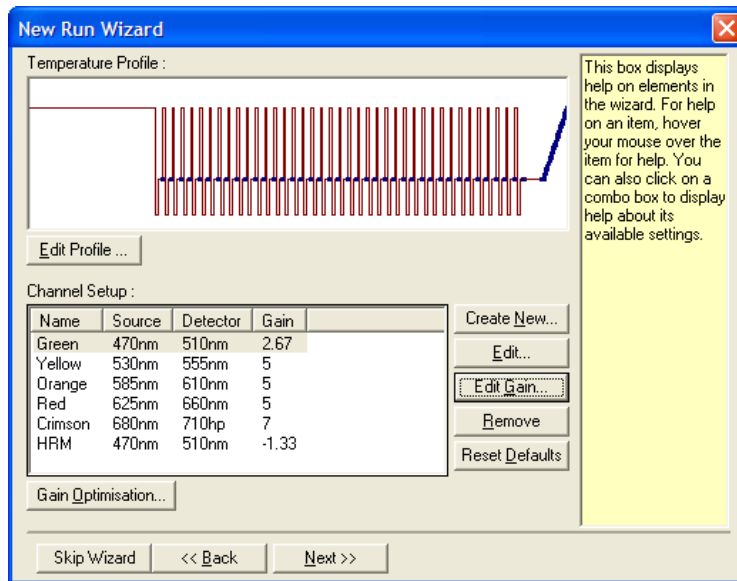 New Run Wizard
Temperature Profile :
Edit Profile ...
Channel Setup :
Name Source Detector Gain
Green 470nm 510nm 2.67
Yellow 530nm 555nm 5
Orange 585nm 610nm 5
Red 625nm 660nm 5
Crimson 680nm 710hp 7
HRM 470nm 510nm -1.33
Create New...
Edit...
Edit Gain...
Remove
Reset Defaults
Gain Optimisation...
Skip Wizard << Back Next >>
This box displays
help on elements in
the wizard. For help
on an item, hover
your mouse over the
item for help. You
can also click on a
combo box to display
help about its
available settings.